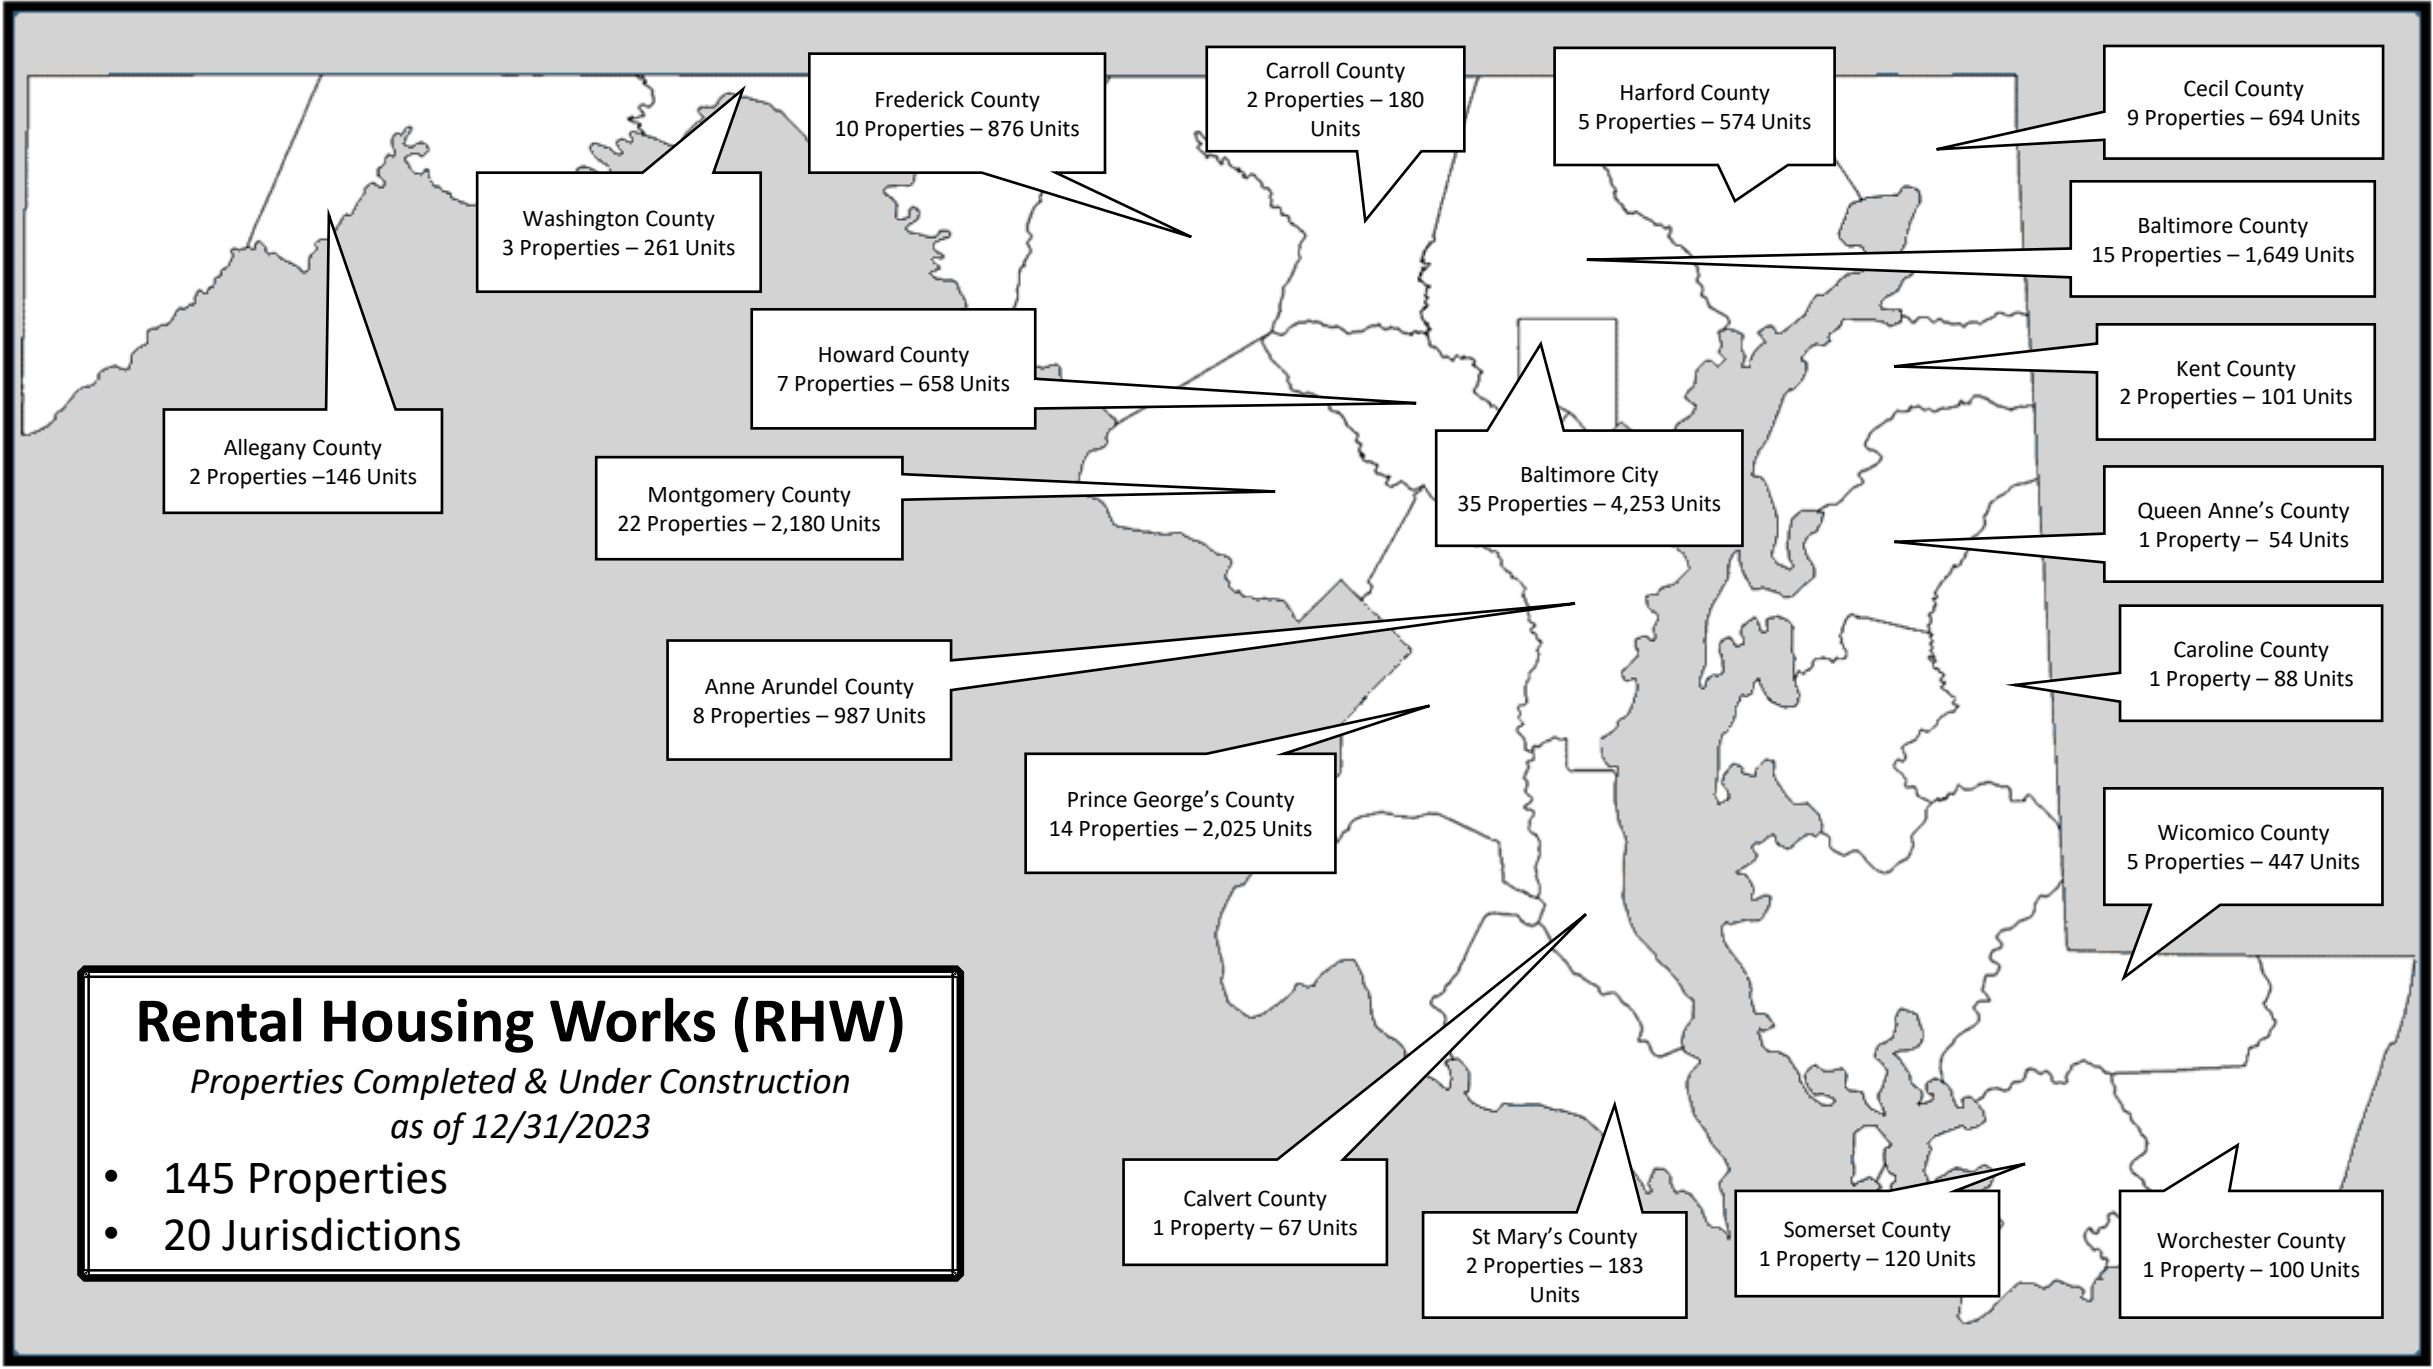 Frederick County
10 Properties – 876 Units
Carroll County
2 Properties – 180
Units
Harford County
5 Properties – 574 Units
Cecil County
9 Properties – 694 Units
Washington County
3 Properties – 261 Units
Baltimore County
15 Properties – 1,649 Units
Howard County
7 Properties – 658 Units
Kent County
2 Properties – 101 Units
Allegany County
2 Properties –146 Units
Montgomery County
22 Properties – 2,180 Units
Baltimore City
35 Properties – 4,253 Units
Queen Anne’s County
1 Property –  54 Units
Caroline County
1 Property – 88 Units
Anne Arundel County
8 Properties – 987 Units
Prince George’s County
14 Properties – 2,025 Units
Wicomico County
5 Properties – 447 Units
Rental Housing Works (RHW)
Properties Completed & Under Construction
as of 12/31/2023
• 145 Properties
• 20 Jurisdictions
Calvert County
1 Property – 67 Units
St Mary’s County
2 Properties – 183
Units
Somerset County
1 Property – 120 Units
Worchester County
1 Property – 100 Units